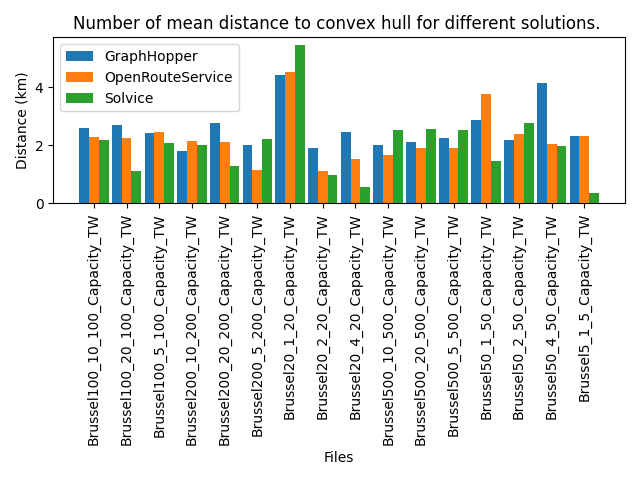 Number of mean distance to convex hull for different solutions.
GraphHopper
OpenRouteService
Solvice
Distance (km)
4
2
0
Brussel100_10_100_Capacity_TW
Brussel100_20_100_Capacity_TW
Brussel100_5_100_Capacity_TW
Brussel200_10_200_Capacity_TW
Brussel200_20_200_Capacity_TW
Brussel200_5_200_Capacity_TW
Brussel20_1_20_Capacity_TW
Brussel20_2_20_Capacity_TW
Brussel20_4_20_Capacity_TW
Brussel500_10_500_Capacity_TW
Brussel500_20_500_Capacity_TW
Brussel500_5_500_Capacity_TW
Brussel50_1_50_Capacity_TW
Brussel50_2_50_Capacity_TW
Brussel50_4_50_Capacity_TW
Brussel5_1_5_Capacity_TW
Files